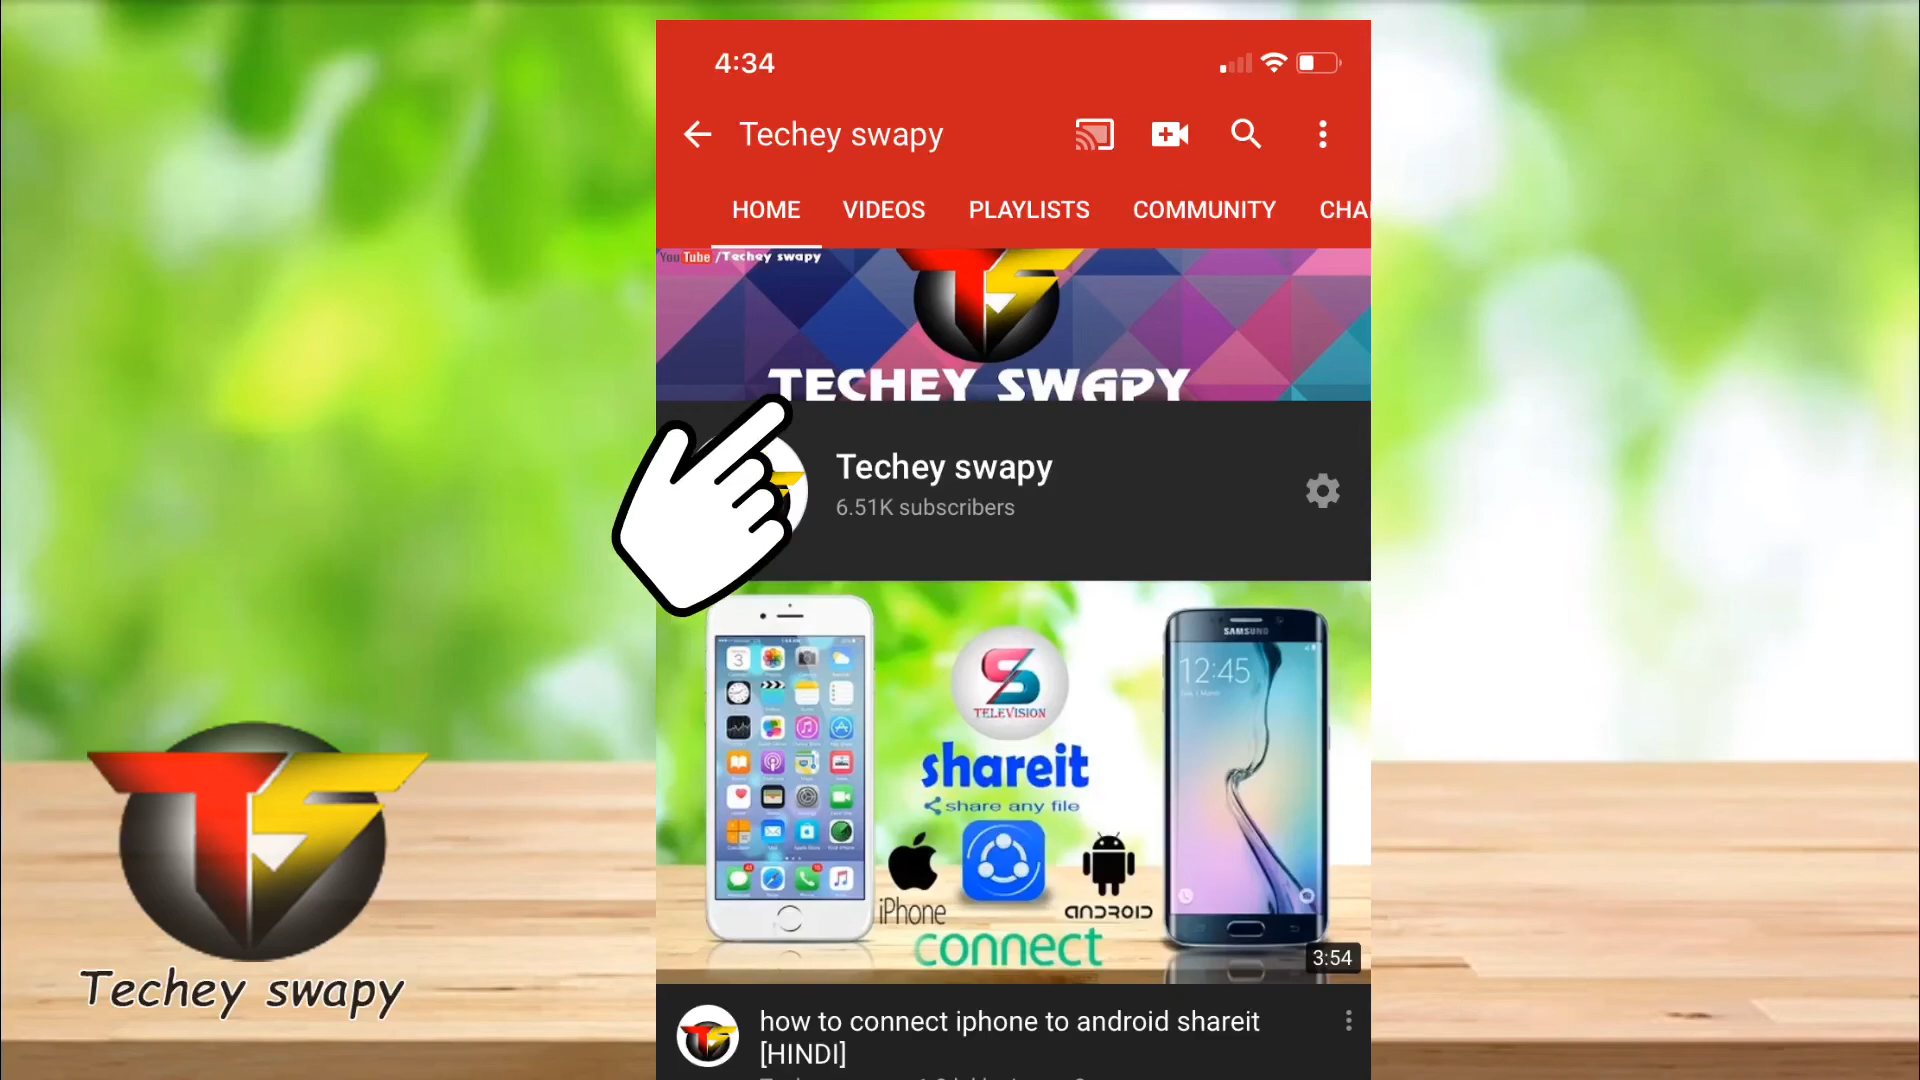 4:34
Techey swapy
HOME VIDEOS PLAYLISTS COMMUNITY CHA
YouTube /Techey swapy
TS
TECHEY SWAPY
Techey swapy
6.51K subscribers
SAMSUNG
12:45
S
TELEVISION
shareit
share any file
iPhone
ANDROID
connect
3:54
TS
Techey swapy
how to connect iphone to android shareit
[HINDI]